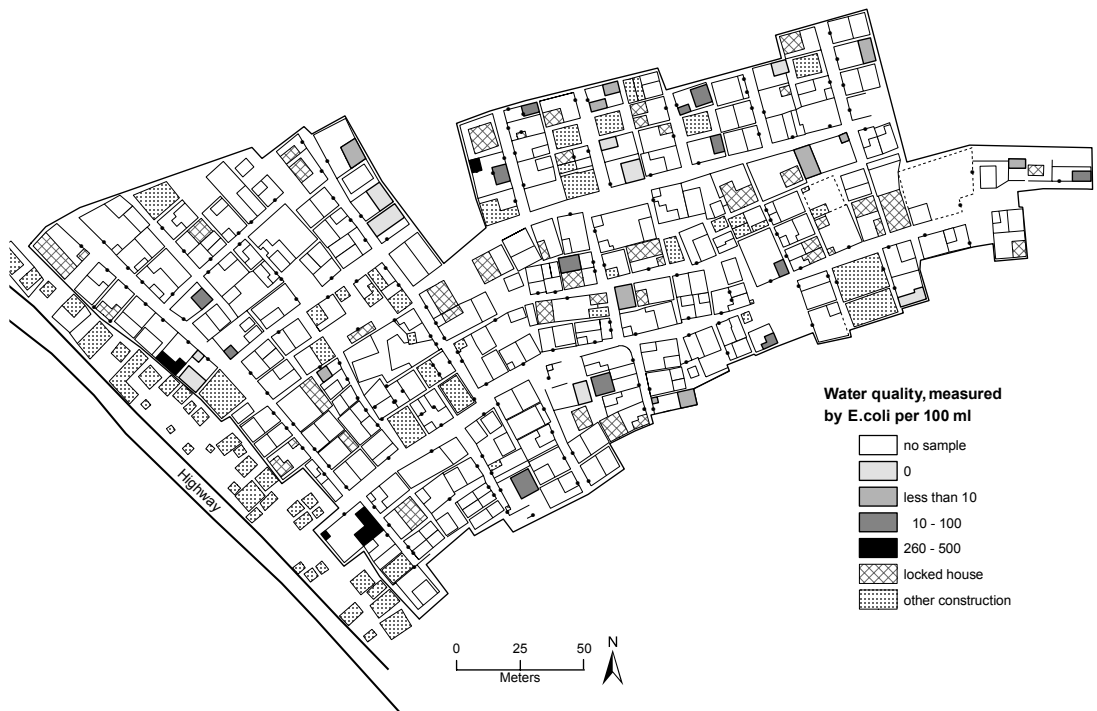 Water quality, measured
by E.coli per 100 ml
no sample
0
less than 10
10 - 100
260 - 500
locked house
other construction
Highway
0 25 50
Meters
N